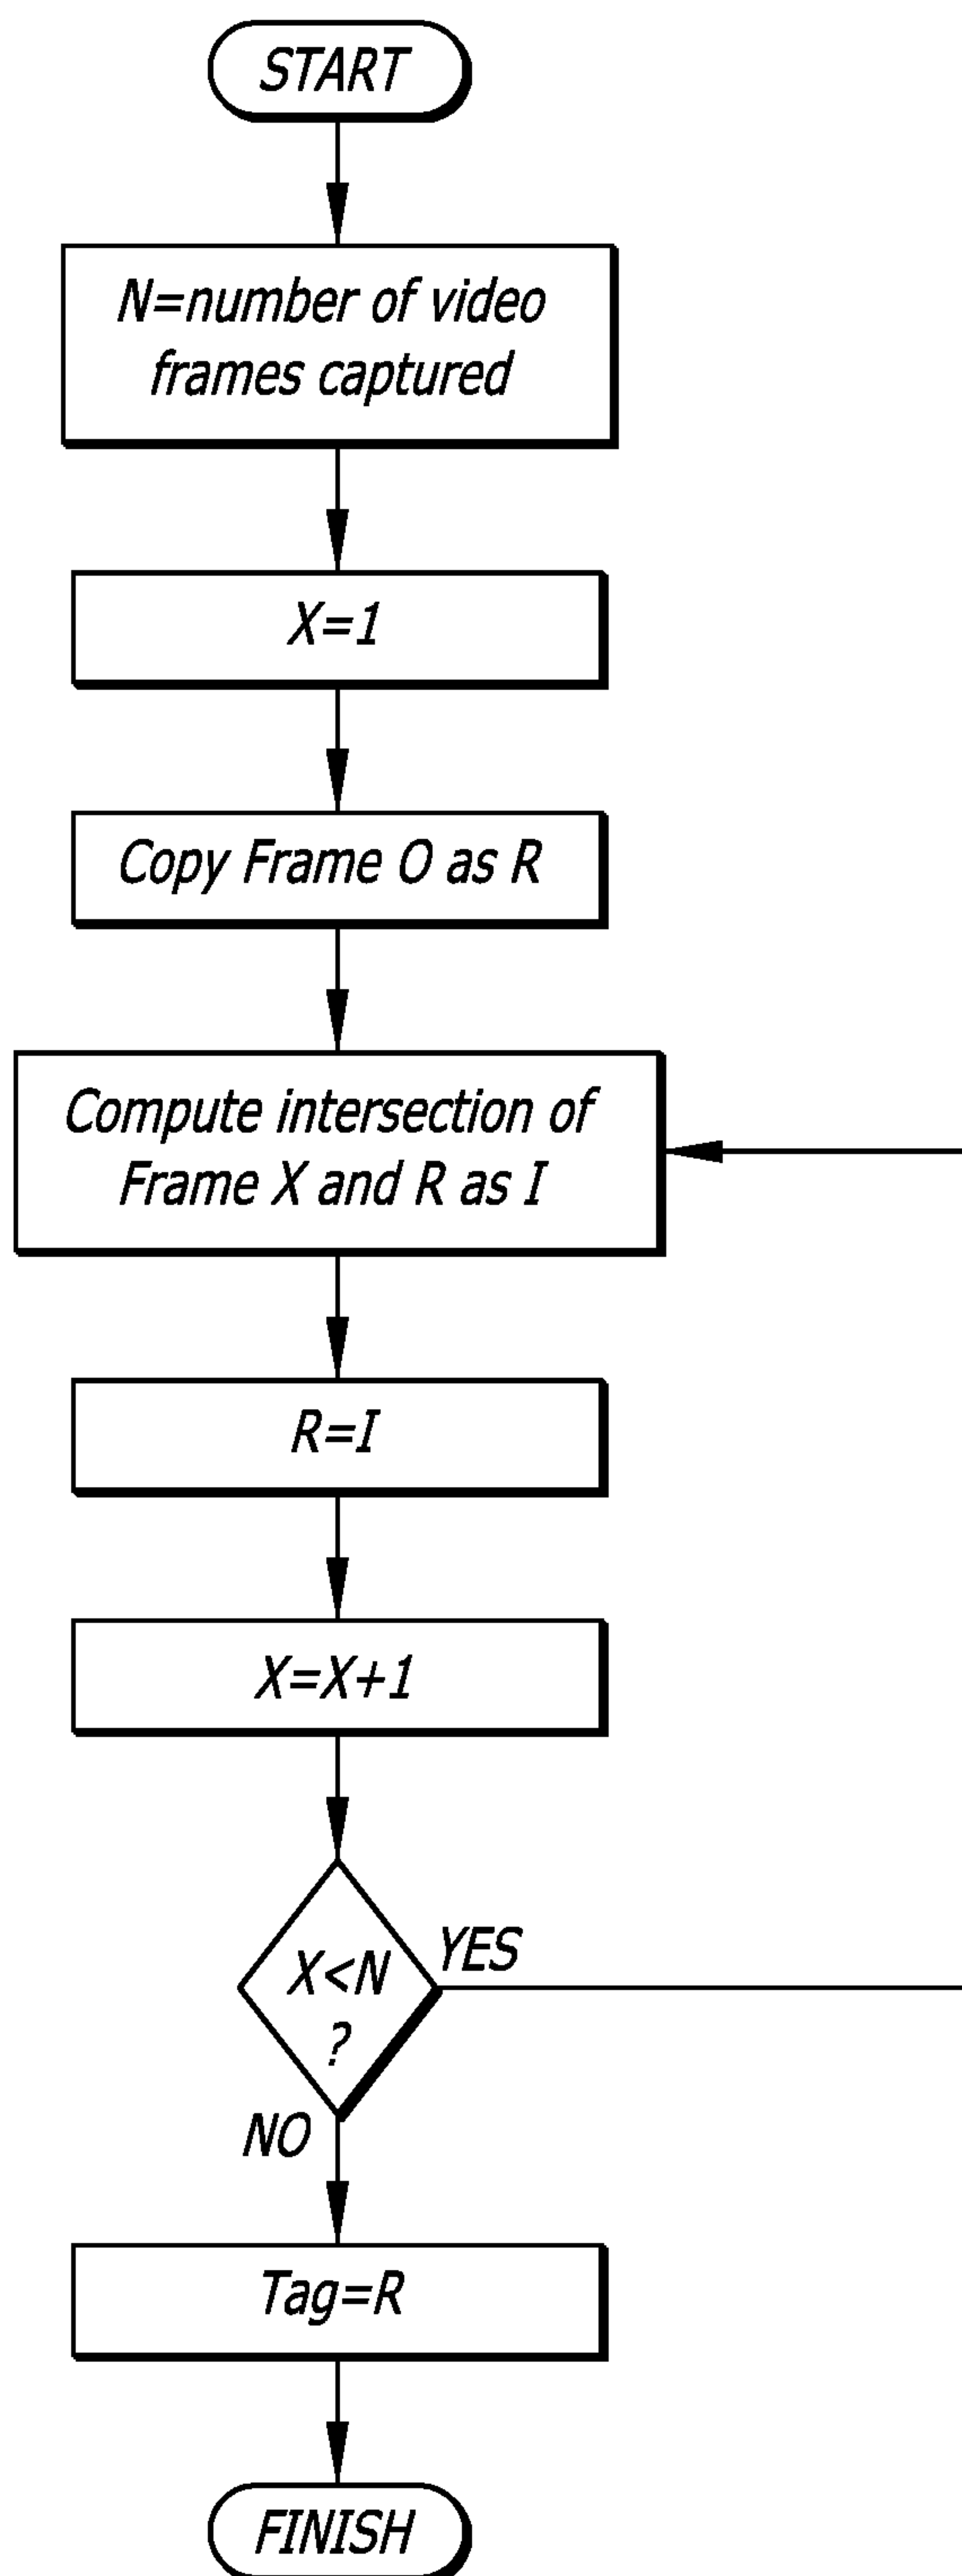 START
N=number of video
frames captured
X=1
Copy Frame O as R
Compute intersection of
Frame X and R as I
R=I
X=X+1
X<N
?
YES
NO
Tag=R
FINISH